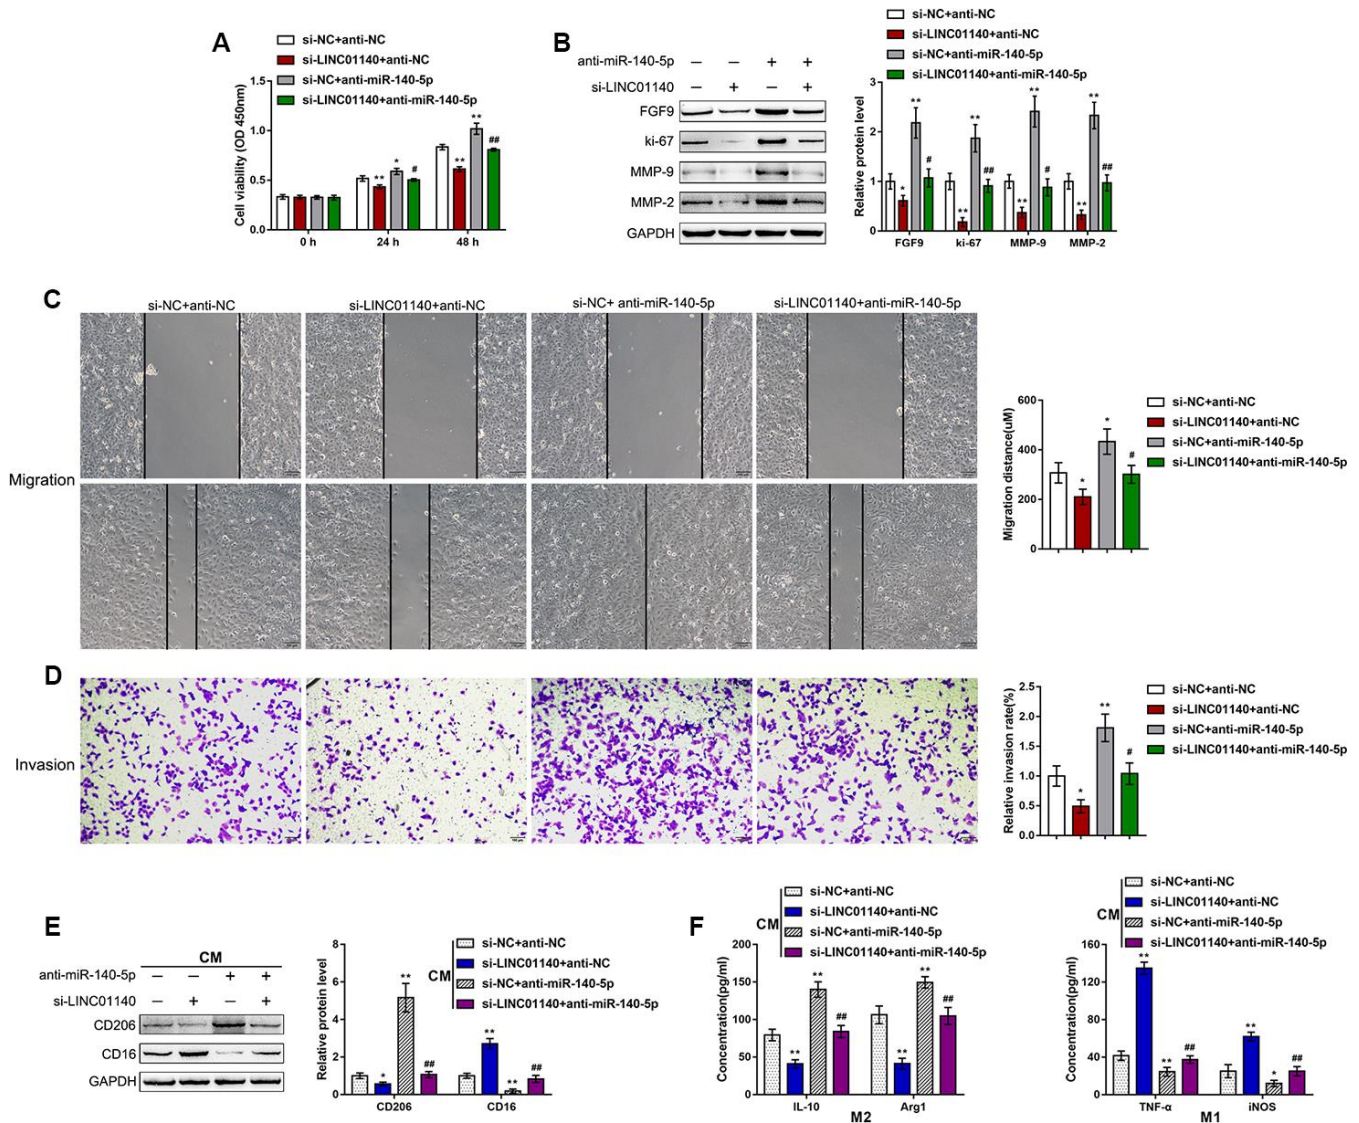 A
si-NC+anti-NC
si-LINC01140+anti-NC
si-NC+anti-miR-140-5p
si-LINC01140+anti-miR-140-5p
Cell viability (OD 450nm)
1.5
1.0
0.5
0.0
** * #
** ** ##
0 h 24 h 48 h
B
anti-miR-140-5p — — + +
si-LINC01140 — + — +
FGF9
ki-67
MMP-9
MMP-2
GAPDH
si-NC+anti-NC
si-LINC01140+anti-NC
si-NC+anti-miR-140-5p
si-LINC01140+anti-miR-140-5p
Relative protein level
3
2
1
0
* ** #
** ** ##
** ** #
** ** ##
FGF9 ki-67 MMP-9 MMP-2
C
si-NC+anti-NC si-LINC01140+anti-NC si-NC+ anti-miR-140-5p si-LINC01140+anti-miR-140-5p
Migration
Migration distance(uM)
600
400
200
0
* * #
si-NC+anti-NC
si-LINC01140+anti-NC
si-NC+anti-miR-140-5p
si-LINC01140+anti-miR-140-5p
D
Invasion
Relative invasion rate(%)
2.5
2.0
1.5
1.0
0.5
0.0
* ** #
si-NC+anti-NC
si-LINC01140+anti-NC
si-NC+anti-miR-140-5p
si-LINC01140+anti-miR-140-5p
E
CM
anti-miR-140-5p — — + +
si-LINC01140 — + — +
CD206
CD16
GAPDH
CM
si-NC+anti-NC
si-LINC01140+anti-NC
si-NC+anti-miR-140-5p
si-LINC01140+anti-miR-140-5p
Relative protein level
8
6
4
2
0
* ** ##
** ** ##
CD206 CD16
F
CM
si-NC+anti-NC
si-LINC01140+anti-NC
si-NC+anti-miR-140-5p
si-LINC01140+anti-miR-140-5p
Concentration(pg/ml)
200
150
100
50
0
** ** ##
** ** ##
IL-10 Arg1
M2
CM
si-NC+anti-NC
si-LINC01140+anti-NC
si-NC+anti-miR-140-5p
si-LINC01140+anti-miR-140-5p
Concentration(pg/ml)
160
120
80
40
0
** ** ##
** * ##
TNF-α iNOS
M1